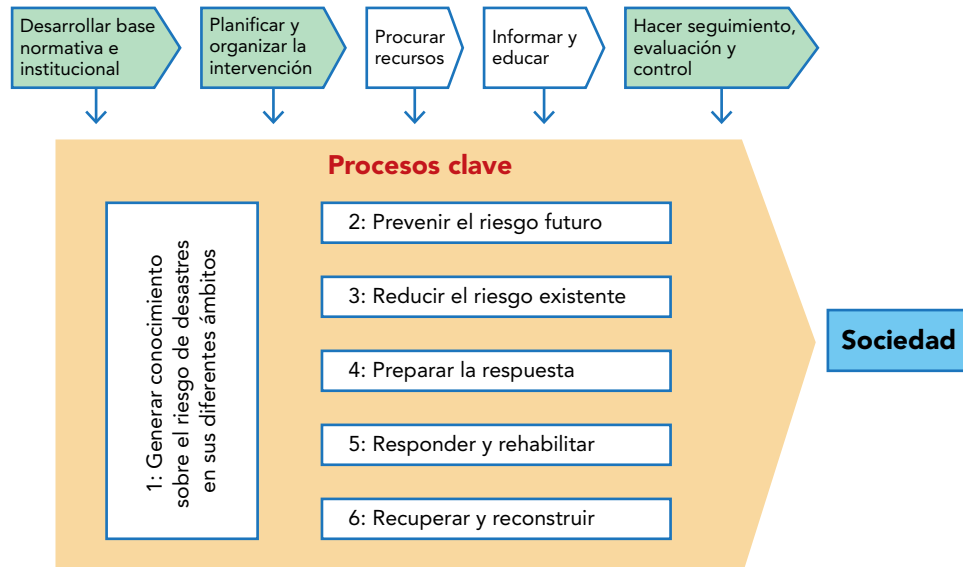 Desarrollar base
normativa e
institucional
Planificar y
organizar la
intervención
Procurar
recursos
Informar y
educar
Hacer seguimiento,
evaluación y
control
Procesos clave
1: Generar conocimiento
sobre el riesgo de desastres
en sus diferentes ámbitos
2: Prevenir el riesgo futuro
3: Reducir el riesgo existente
4: Preparar la respuesta
5: Responder y rehabilitar
6: Recuperar y reconstruir
Sociedad